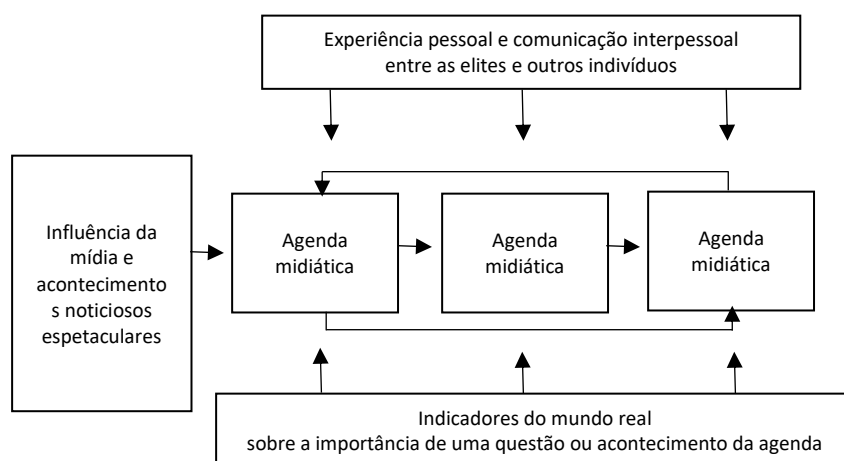 Experiência pessoal e comunicação interpessoal
entre as elites e outros indivíduos
Influência da
mídia e
acontecimento
s noticiosos
espetaculares
Agenda
midiática
Agenda
midiática
Agenda
midiática
Indicadores do mundo real
sobre a importância de uma questão ou acontecimento da agenda